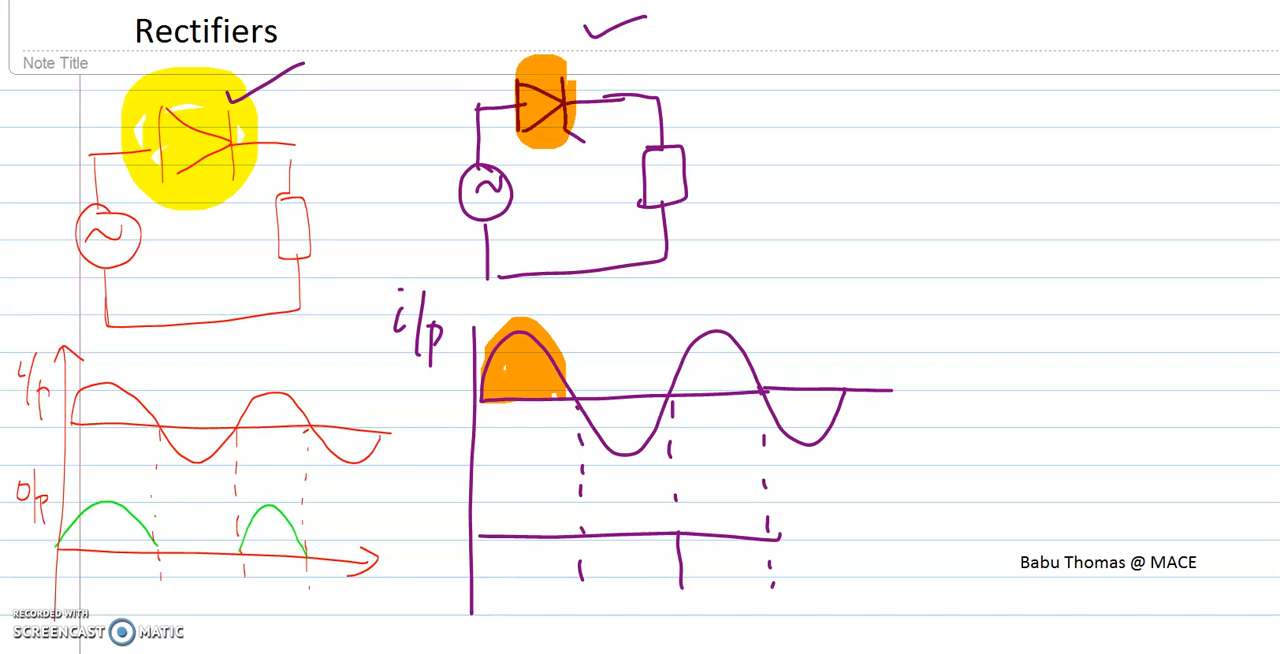 Rectifiers
Note Title
i/p
i/p
o/p
Babu Thomas @ MACE
RECORDED WITH
SCREENCAST MATIC